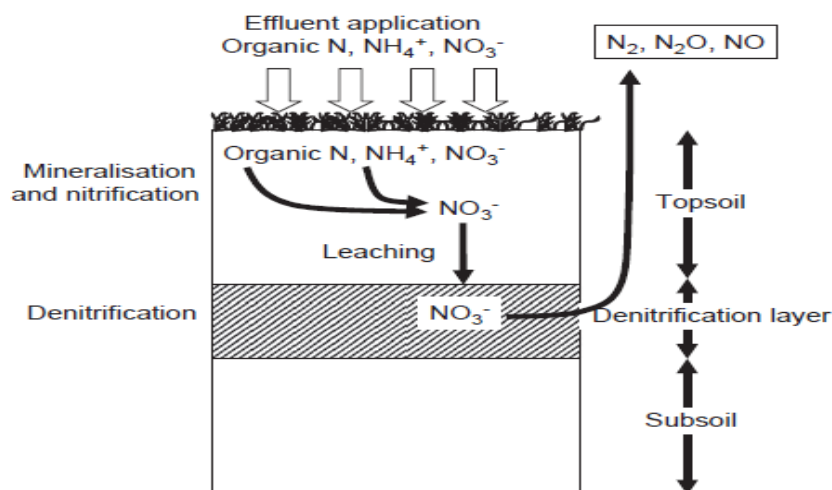 Effluent application
Organic N, NH₄⁺, NO₃⁻
N₂, N₂O, NO
Organic N, NH₄⁺, NO₃⁻
Mineralisation
and nitrification
NO₃⁻
Topsoil
Leaching
Denitrification
NO₃⁻
Denitrification layer
Subsoil